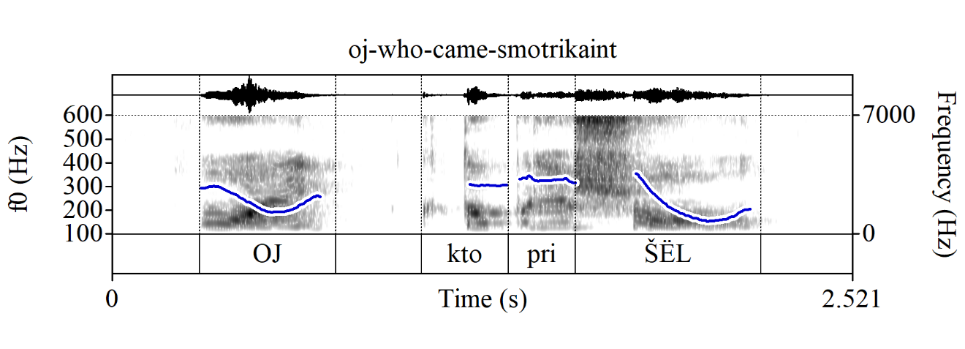 oj-who-came-smotrikaint
600
500
400
300
200
100
f0 (Hz)
7000
0
Frequency (Hz)
OJ kto pri ŠËL
0 Time (s) 2.521